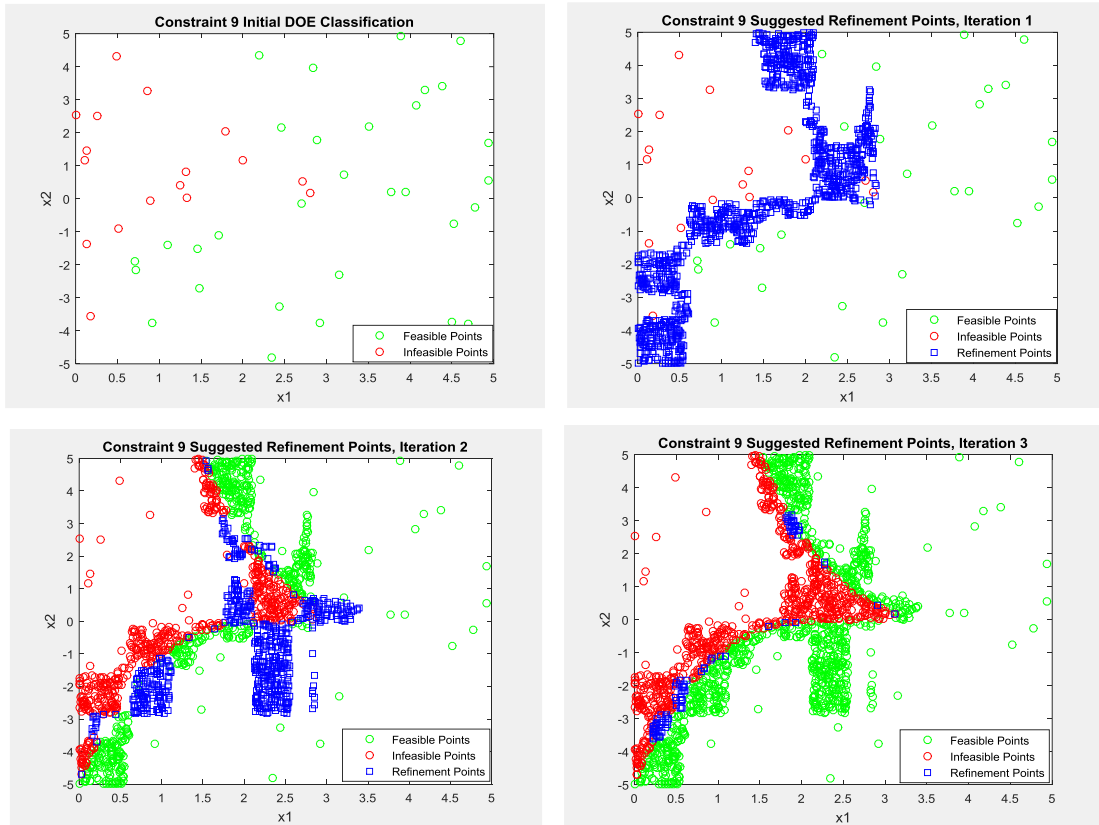 Constraint 9 Initial DOE Classification
5
4
3
2
1
0
-1
-2
-3
-4
-5
x2
0 0.5 1 1.5 2 2.5 3 3.5 4 4.5 5
x1
Feasible Points
Infeasible Points
Constraint 9 Suggested Refinement Points, Iteration 1
5
4
3
2
1
0
-1
-2
-3
-4
-5
x2
0 0.5 1 1.5 2 2.5 3 3.5 4 4.5 5
x1
Feasible Points
Infeasible Points
Refinement Points
Constraint 9 Suggested Refinement Points, Iteration 2
5
4
3
2
1
0
-1
-2
-3
-4
-5
x2
0 0.5 1 1.5 2 2.5 3 3.5 4 4.5 5
x1
Feasible Points
Infeasible Points
Refinement Points
Constraint 9 Suggested Refinement Points, Iteration 3
5
4
3
2
1
0
-1
-2
-3
-4
-5
x2
0 0.5 1 1.5 2 2.5 3 3.5 4 4.5 5
x1
Feasible Points
Infeasible Points
Refinement Points